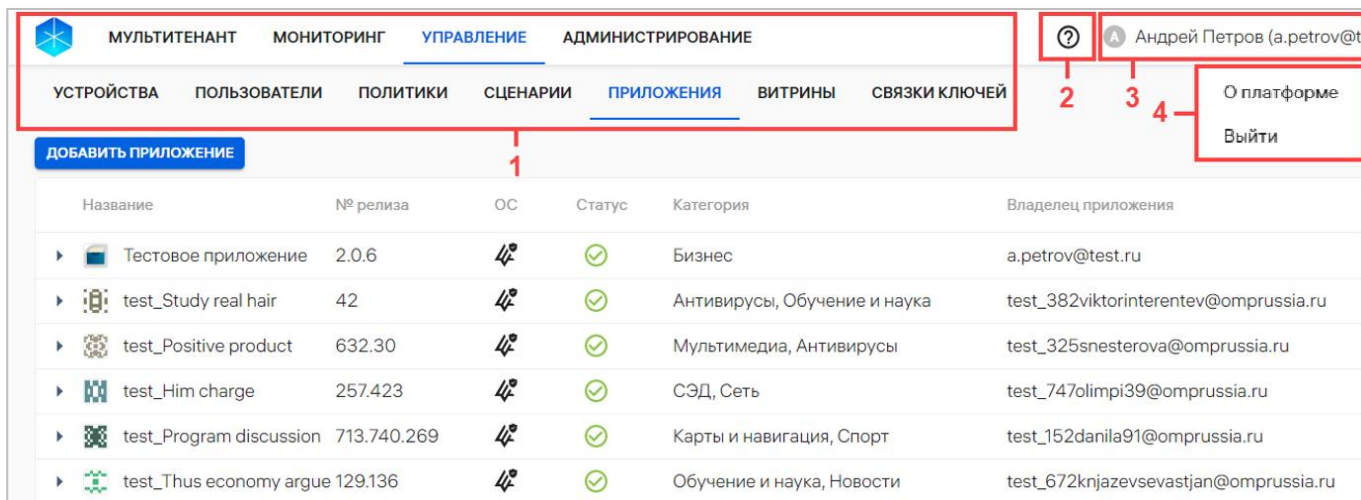 МУЛЬТИТЕНАНТ МОНИТОРИНГ УПРАВЛЕНИЕ АДМИНИСТРИРОВАНИЕ А Андрей Петров (a.petrov@t
УСТРОЙСТВА ПОЛЬЗОВАТЕЛИ ПОЛИТИКИ СЦЕНАРИИ ПРИЛОЖЕНИЯ ВИТРИНЫ СВЯЗКИ КЛЮЧЕЙ 2 3 4 О платформе
Выйти
ДОБАВИТЬ ПРИЛОЖЕНИЕ 1
Название № релиза ОС Статус Категория Владелец приложения
Тестовое приложение 2.0.6 Бизнес a.petrov@test.ru
test_Study real hair 42 Антивирусы, Обучение и наука test_382viktorinterentev@omprussia.ru
test_Positive product 632.30 Мультимедиа, Антивирусы test_325snesterova@omprussia.ru
test_Him charge 257.423 СЭД, Сеть test_747olimpi39@omprussia.ru
test_Program discussion 713.740.269 Карты и навигация, Спорт test_152danila91@omprussia.ru
test_Thus economy argue 129.136 Обучение и наука, Новости test_672knjazevsevastjan@omprussia.ru